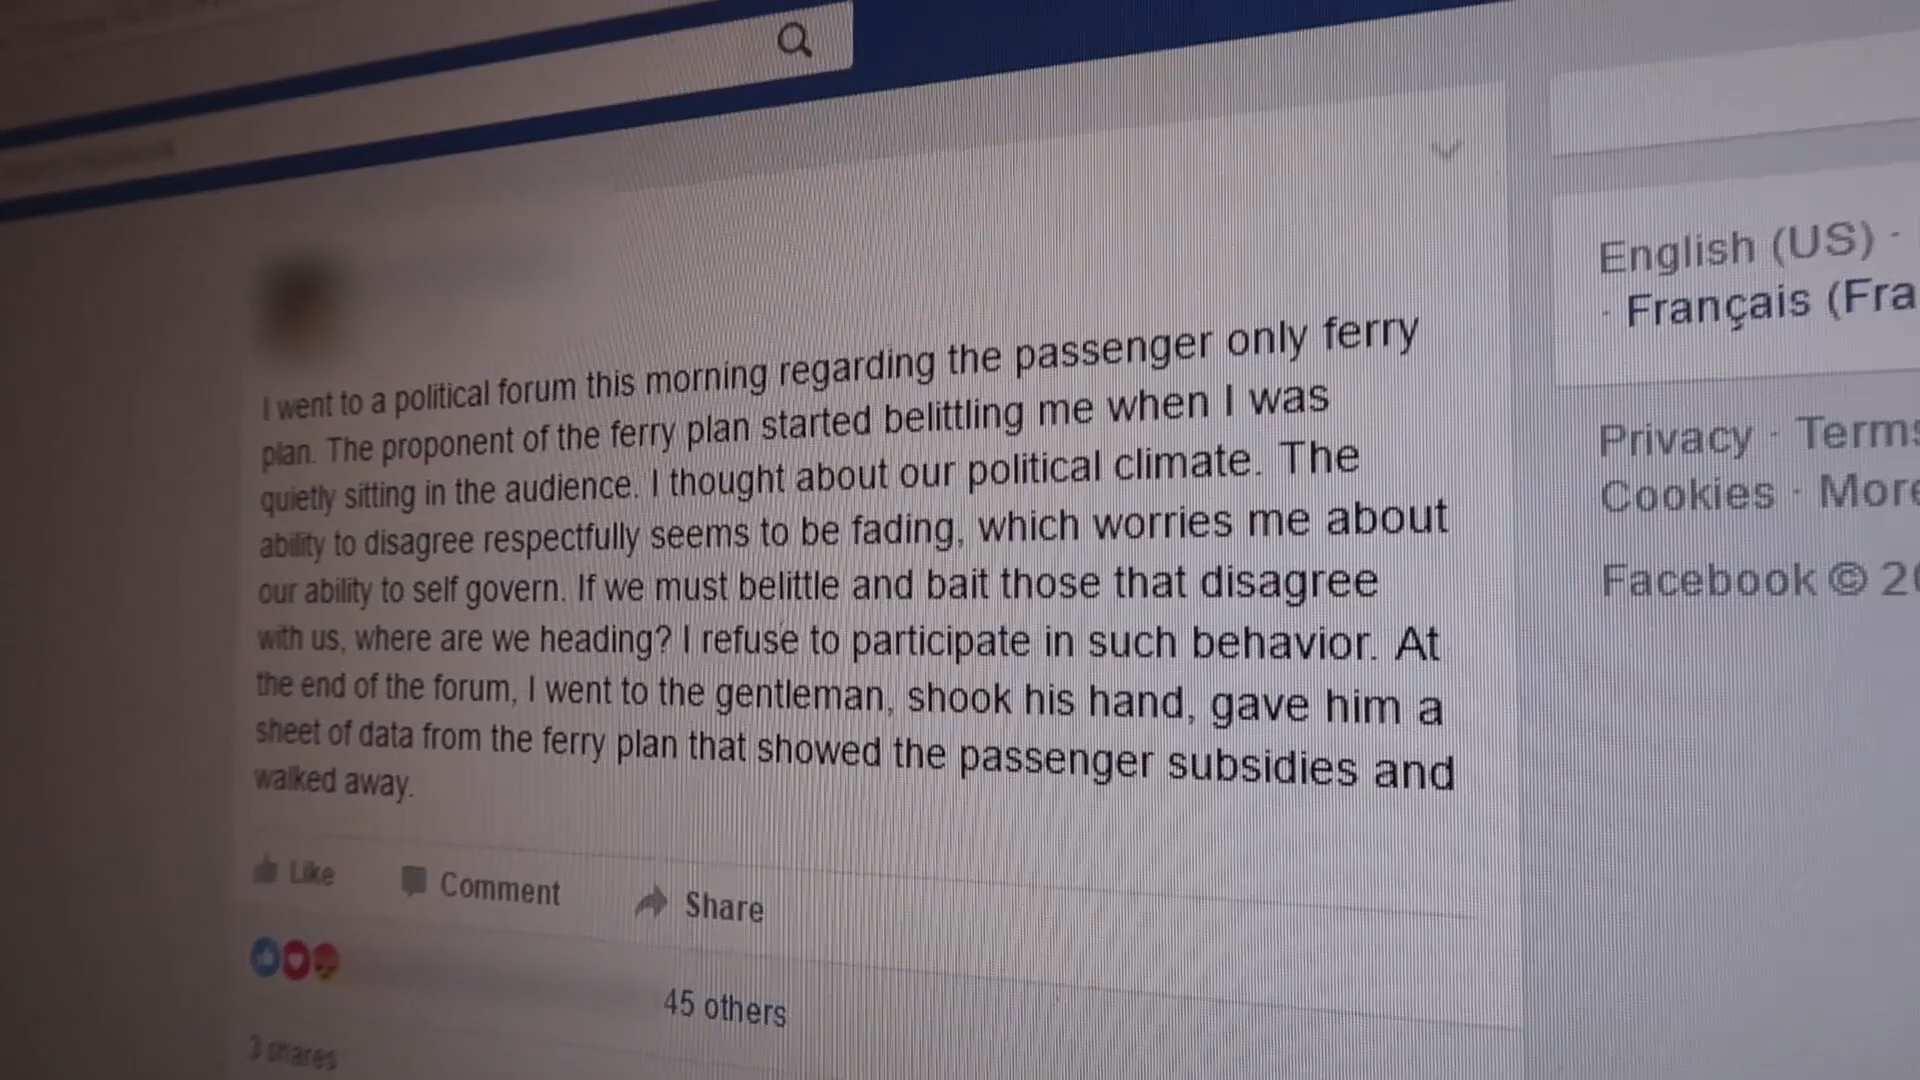 I went to a political forum this morning regarding the passenger only ferry
plan. The proponent of the ferry plan started belittling me when I was
quietly sitting in the audience. I thought about our political climate. The
ability to disagree respectfully seems to be fading, which worries me about
our ability to self govern. If we must belittle and bait those that disagree
with us, where are we heading? I refuse to participate in such behavior. At
the end of the forum, I went to the gentleman, shook his hand, gave him a
sheet of data from the ferry plan that showed the passenger subsidies and
walked away.
Like Comment Share
45 others
3 shares
English (US) ·
· Français (Fra
Privacy · Terms
Cookies · More
Facebook © 20